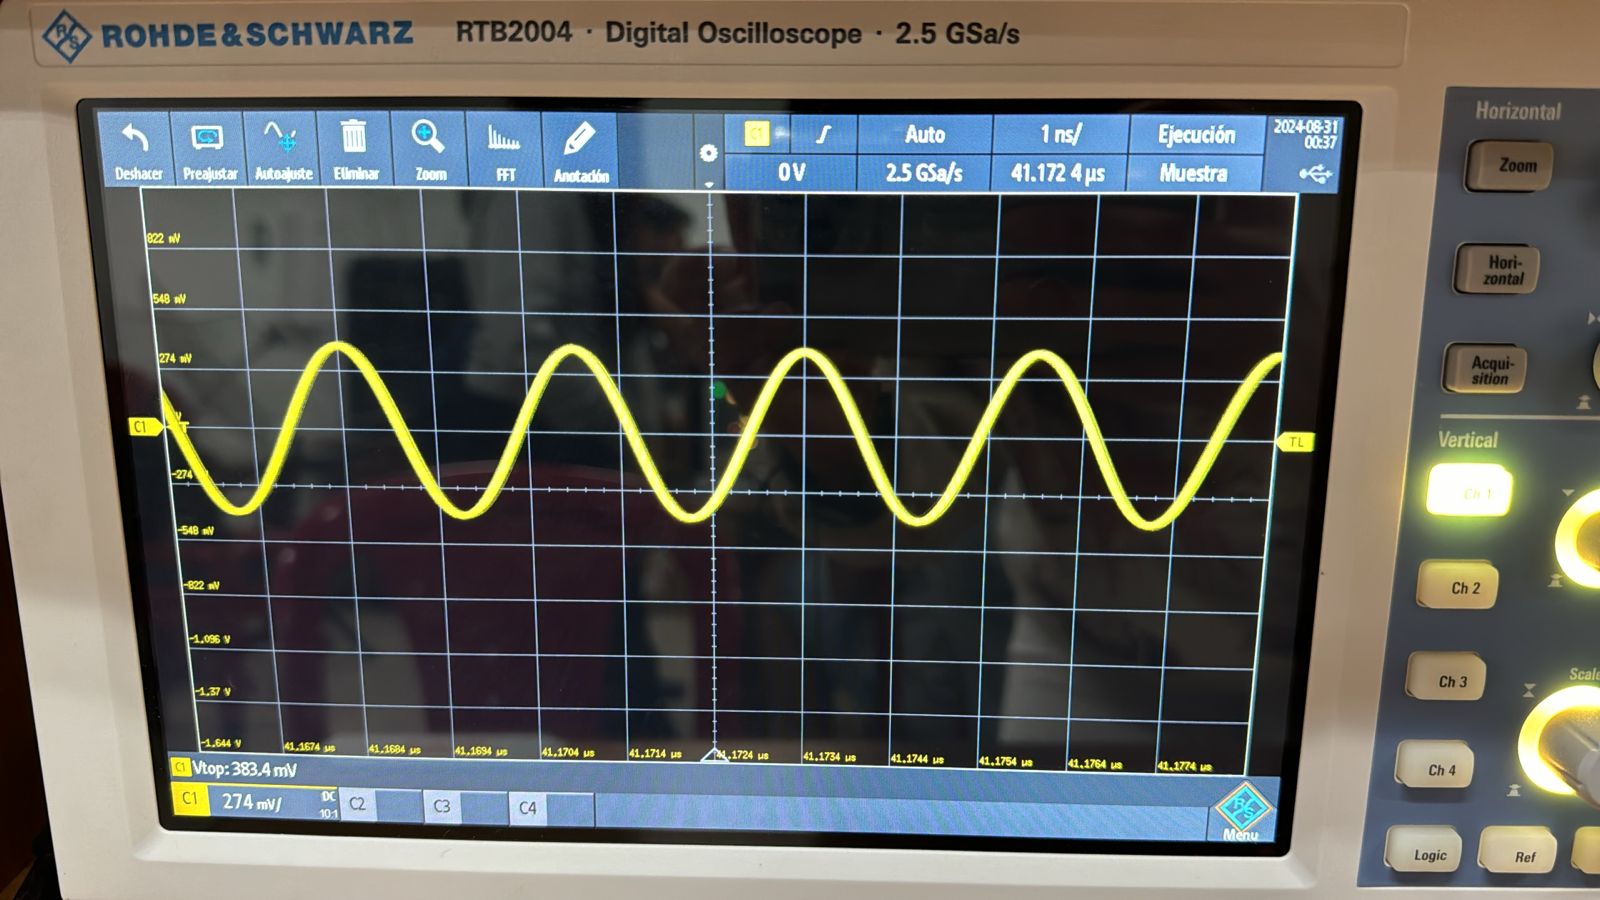 ROHDE&SCHWARZ RTB2004 · Digital Oscilloscope · 2.5 GSa/s
Deshacer Preajustar Autoajuste Eliminar Zoom FFT Anotación
C1 Auto 1 ns/ Ejecución 2024-08-31
00:37
0 V 2.5 GSa/s 41.172 4 µs Muestra
822 mV
548 mV
274 mV
C1
TL
-274
-548 mV
-822 mV
-1.096 V
-1.37 V
-1.644 V
41.1674 µs 41.1684 µs 41.1694 µs 41.1704 µs 41.1714 µs 41.1724 µs 41.1734 µs 41.1744 µs 41.1754 µs 41.1764 µs 41.1774 µs
C1 Vtop: 383.4 mV
C1 274 mV/ DC
10:1
C2 C3 C4
Menu
Horizontal
Zoom
Hori-
zontal
Acqui-
sition
Vertical
Ch 1
Ch 2
Ch 3
Scale
Ch 4
Logic Ref